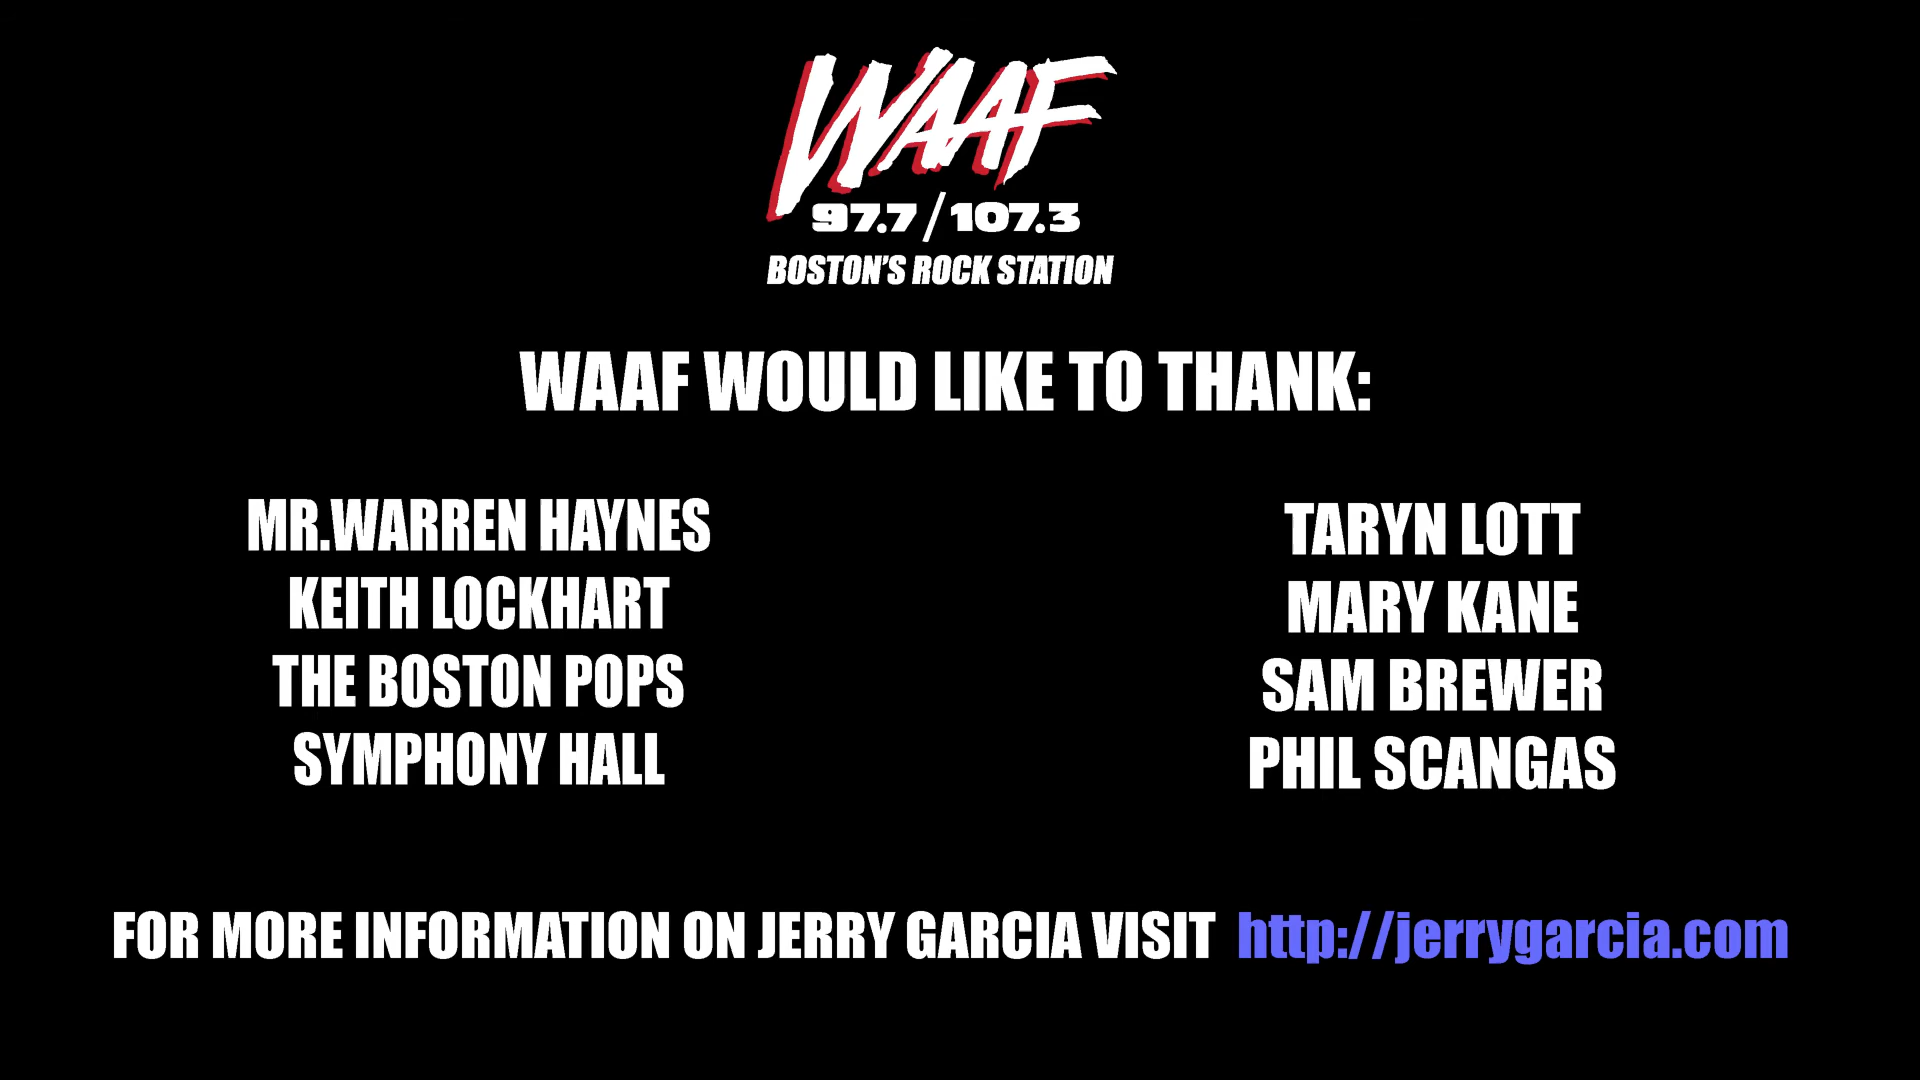 WAAF
97.7/107.3
BOSTON'S ROCK STATION
WAAF WOULD LIKE TO THANK:
MR.WARREN HAYNES
KEITH LOCKHART
THE BOSTON POPS
SYMPHONY HALL
TARYN LOTT
MARY KANE
SAM BREWER
PHIL SCANGAS
FOR MORE INFORMATION ON JERRY GARCIA VISIT http://jerrygarcia.com